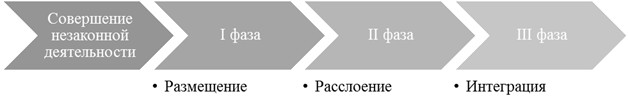 Совершение
незаконной
деятельности
I фаза
II фаза
III фаза
• Размещение
• Расслоение
• Интеграция